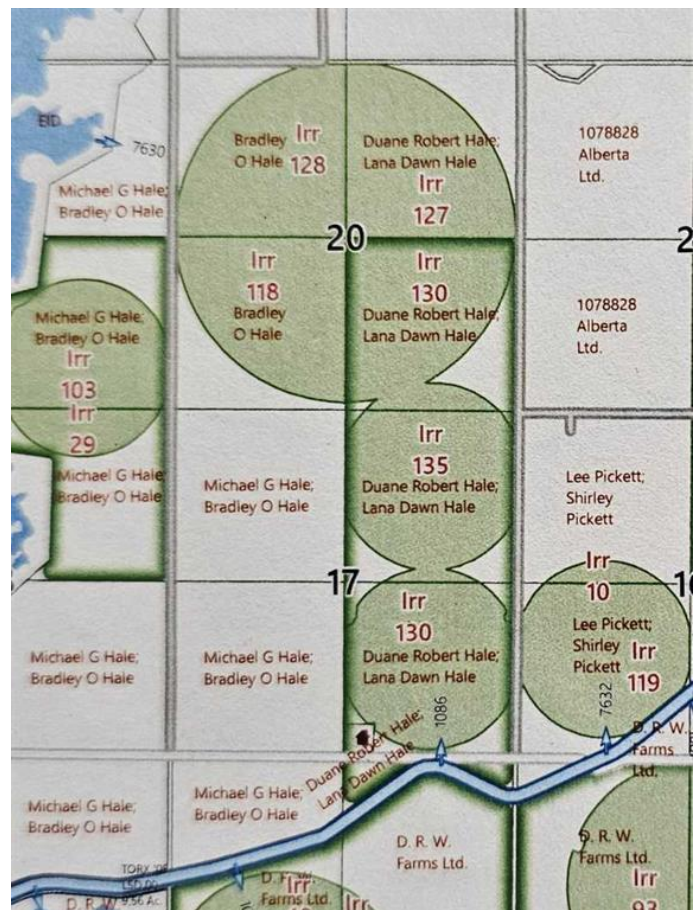 EID
7630
Michael G Hale;
Bradley O Hale
Bradley
O Hale
Irr
128
Duane Robert Hale;
Lana Dawn Hale
Irr
127
1078828
Alberta
Ltd.
20
2
Irr
118
Bradley
O Hale
Irr
130
Duane Robert Hale;
Lana Dawn Hale
1078828
Alberta
Ltd.
Michael G Hale;
Bradley O Hale
Irr
103
Irr
29
Michael G Hale;
Bradley O Hale
Michael G Hale;
Bradley O Hale
Irr
135
Duane Robert Hale;
Lana Dawn Hale
Lee Pickett;
Shirley
Pickett
17
Irr
10
Michael G Hale;
Bradley O Hale
Michael G Hale;
Bradley O Hale
Irr
130
Duane Robert Hale;
Lana Dawn Hale
Lee Pickett;
Shirley
Pickett
Irr
119
1086
7632
Duane Robert Hale;
Lana Dawn Hale
D. R. W.
Farms
Ltd.
Michael G Hale;
Bradley O Hale
Michael G Hale;
Bradley O Hale
D. R. W.
Farms Ltd.
D. R. W.
Farms Ltd.
Irr
93
9.56 Ac.
D. R. W
Farms Ltd.
Irr
Irr